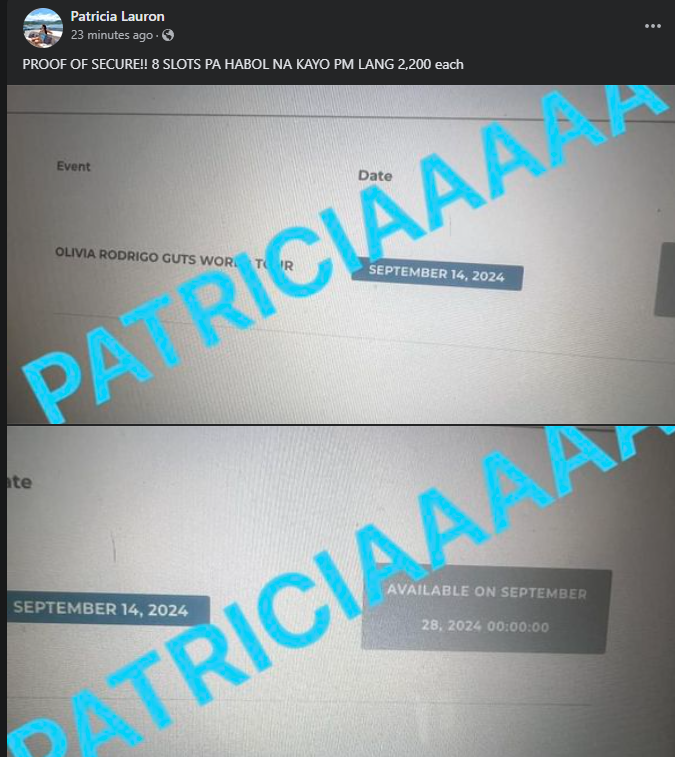 Patricia Lauron
23 minutes ago ·
PROOF OF SECURE!! 8 SLOTS PA HABOL NA KAYO PM LANG 2,200 each
Event
Date
OLIVIA RODRIGO GUTS WORLD TOUR
SEPTEMBER 14, 2024
PATRICIAAAAA
ate
SEPTEMBER 14, 2024
AVAILABLE ON SEPTEMBER
28, 2024 00:00:00
PATRICIAAAAA